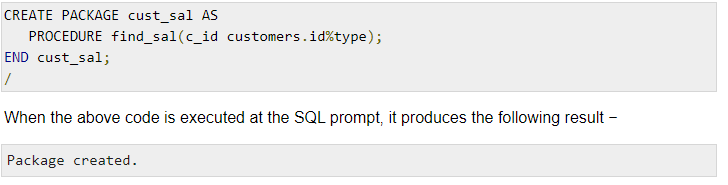 CREATE PACKAGE cust_sal AS
PROCEDURE find_sal(c_id customers.id%type);
END cust_sal;
/
When the above code is executed at the SQL prompt, it produces the following result −
Package created.